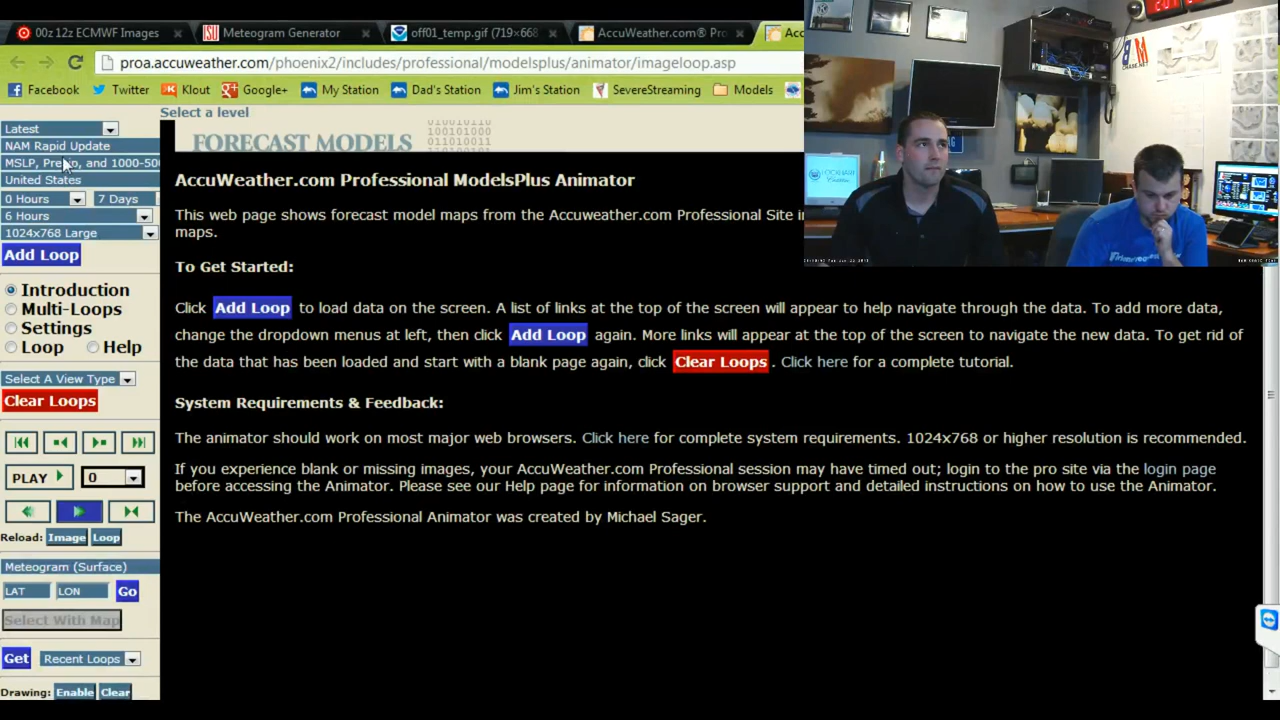 00z 12z ECMWF Images
Meteogram Generator
off01_temp.gif (719×668
AccuWeather.com® Pro
Acc
proa.accuweather.com/phoenix2/includes/professional/modelsplus/animator/imageloop.asp
Facebook
Twitter
Klout
Google+
My Station
Dad's Station
Jim's Station
SevereStreaming
Models
Select a level
Latest
NAM Rapid Update
United States
0 Hours
7 Days
6 Hours
1024x768 Large
Add Loop
Introduction
Multi-Loops
Settings
Loop
Help
Select A View Type
Clear Loops
PLAY
0
Reload:
Image
Loop
Meteogram (Surface)
LAT
LON
Go
Select With Map
Get
Recent Loops
Drawing:
Enable
Clear
FORECAST MODELS
100101000
AccuWeather.com Professional ModelsPlus Animator
This web page shows forecast model maps from the Accuweather.com Professional Site in
maps.
To Get Started:
Click Add Loop to load data on the screen. A list of links at the top of the screen will appear to help navigate through the data. To add more data,
change the dropdown menus at left, then click Add Loop again. More links will appear at the top of the screen to navigate the new data. To get rid of
the data that has been loaded and start with a blank page again, click Clear Loops . Click here for a complete tutorial.
System Requirements & Feedback:
The animator should work on most major web browsers. Click here for complete system requirements. 1024x768 or higher resolution is recommended.
If you experience blank or missing images, your AccuWeather.com Professional session may have timed out; login to the pro site via the login page
before accessing the Animator. Please see our Help page for information on browser support and detailed instructions on how to use the Animator.
The AccuWeather.com Professional Animator was created by Michael Sager.